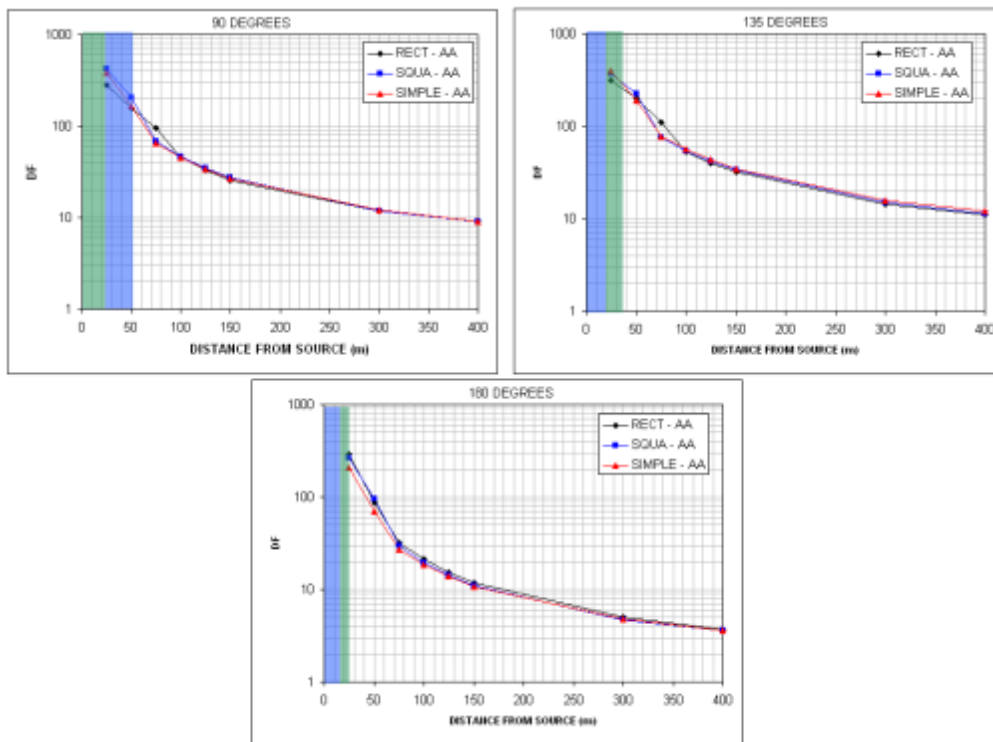 90 DEGREES
1000
100
10
1
DF
RECT - AA
SQUA - AA
SIMPLE - AA
0 50 100 150 200 250 300 350 400
DISTANCE FROM SOURCE (m)
135 DEGREES
1000
100
10
1
DF
RECT - AA
SQUA - AA
SIMPLE - AA
0 50 100 150 200 250 300 350 400
DISTANCE FROM SOURCE (m)
180 DEGREES
1000
100
10
1
DF
RECT - AA
SQUA - AA
SIMPLE - AA
0 50 100 150 200 250 300 350 400
DISTANCE FROM SOURCE (m)